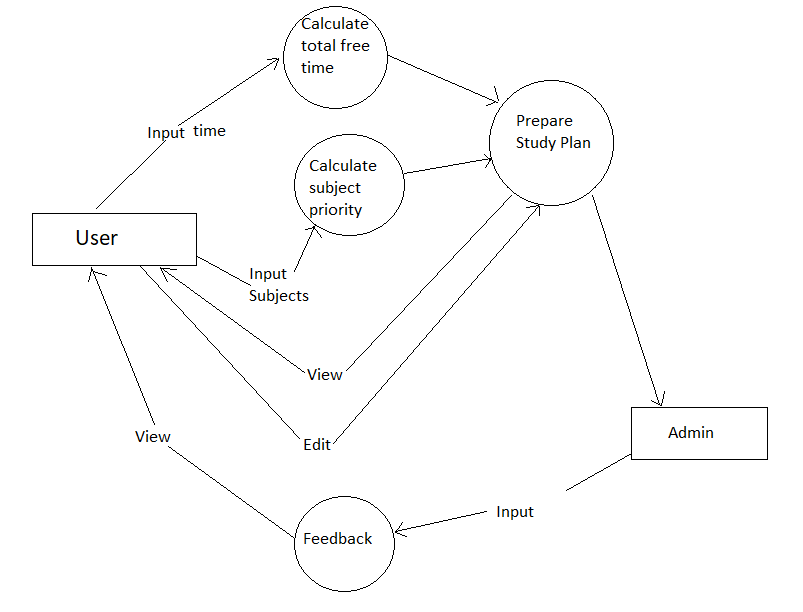 Calculate
total free
time
Input time
Prepare
Study Plan
Calculate
subject
priority
User
Input
Subjects
View
Edit
View
Admin
Input
Feedback